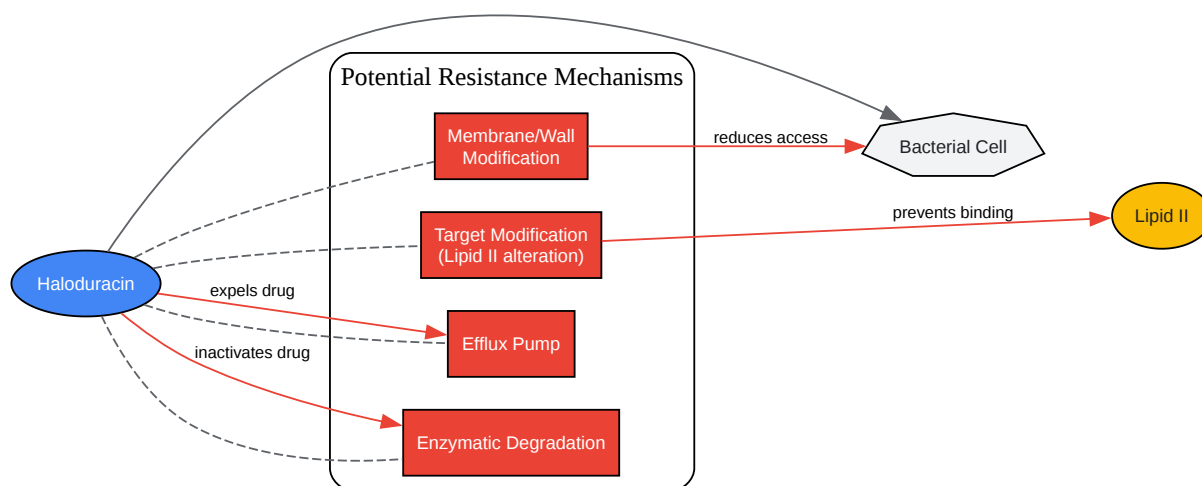 Potential Resistance Mechanisms
Membrane/Wall
Modification
reduces access
Bacterial Cell
Target Modification
(Lipid II alteration)
prevents binding
Lipid II
Haloduracin
expels drug
Efflux Pump
inactivates drug
Enzymatic Degradation